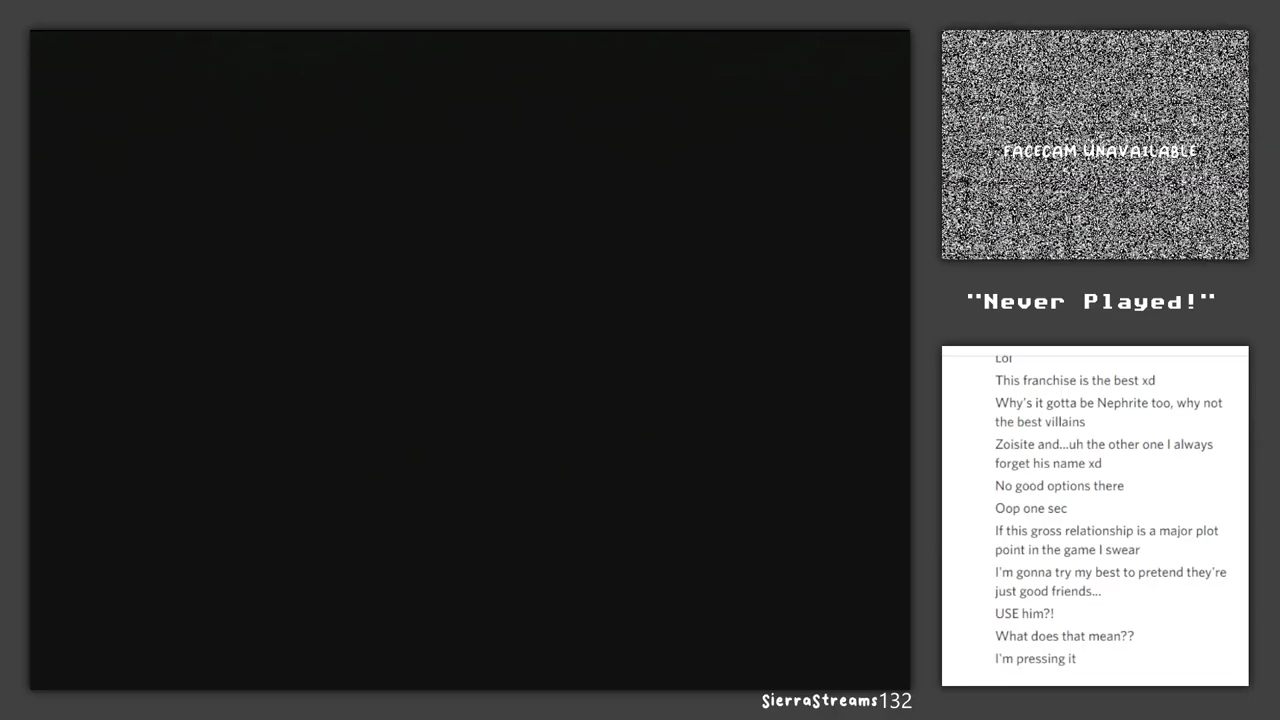 FACECAM UNAVAILABLE
"Never Played!"
Lol
This franchise is the best xd
Why's it gotta be Nephrite too, why not
the best villains
Zoisite and...uh the other one I always
forget his name xd
No good options there
Oop one sec
If this gross relationship is a major plot
point in the game I swear
I'm gonna try my best to pretend they're
just good friends...
USE him?!
What does that mean??
I'm pressing it
SierraStreams132